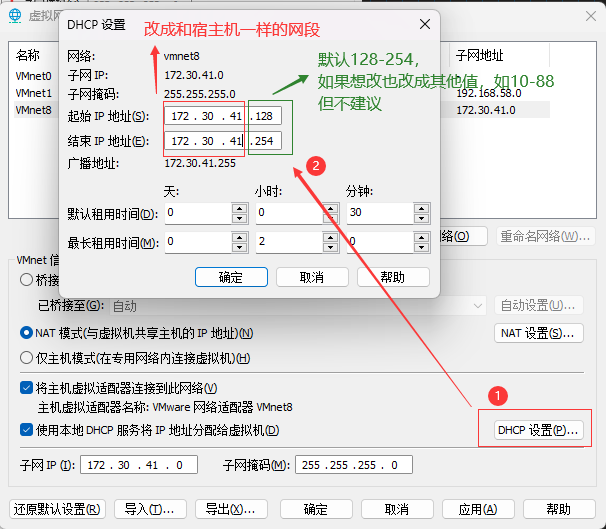 虚拟网
DHCP 设置
改成和宿主机一样的网段
网络: vmnet8
子网 IP: 172.30.41.0
子网掩码: 255.255.255.0
起始 IP 地址(S): 172 . 30 . 41 .128
结束 IP 地址(E): 172 . 30 . 41 .254
广播地址: 172.30.41.255
默认128-254,
如果想改也改成其他值, 如10-88
但不建议
2
天: 小时: 分钟:
默认租用时间(D): 0 0 30
最长租用时间(M): 0 2 0
确定 取消 帮助
名称 子网地址
VMnet0
VMnet1 192.168.58.0
VMnet8 172.30.41.0
络(O) 重命名网络(W)...
VMnet 信
桥接
已桥接至(G): 自动 自动设置(U)...
NAT 模式(与虚拟机共享主机的 IP 地址)(N) NAT 设置(S)...
仅主机模式(在专用网络内连接虚拟机)(H)
1
将主机虚拟适配器连接到此网络(V)
主机虚拟适配器名称: VMware 网络适配器 VMnet8
使用本地 DHCP 服务将 IP 地址分配给虚拟机(D) DHCP 设置(P)...
子网 IP (I): 172 . 30 . 41 . 0 子网掩码(M): 255 .255 .255 . 0
还原默认设置(R) 导入(T)... 导出(X)... 确定 取消 应用(A) 帮助